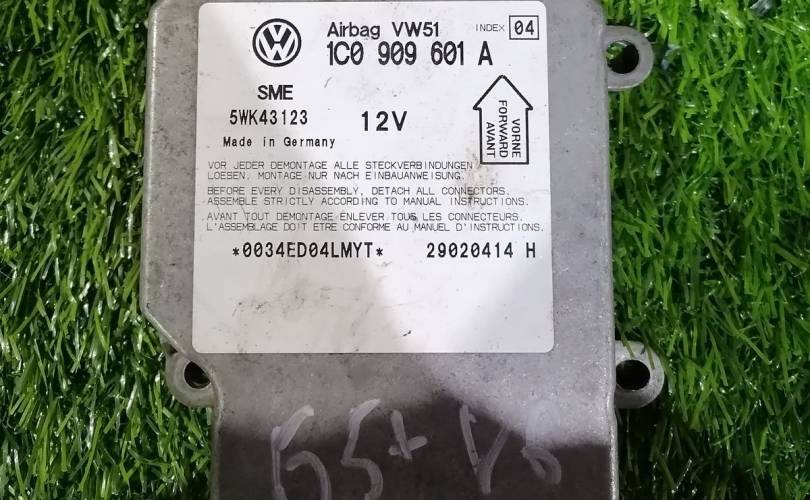 Airbag VW51 INDEX 04
1C0 909 601 A
SME
5WK43123 12V
Made in Germany
VORNE
FORWARD
AVANT
VOR JEDER DEMONTAGE ALLE STECKVERBINDUNGEN
LOESEN. MONTAGE NUR NACH EINBAUANWEISUNG.
BEFORE EVERY DISASSEMBLY, DETACH ALL CONNECTORS.
ASSEMBLE STRICTLY ACCORDING TO MANUAL INSTRUCTIONS.
AVANT TOUT DEMONTAGE ENLEVER TOUS LES CONNECTEURS.
L'ASSEMBLAGE DOIT ETRE CONFORME AU MANUEL D'INSTRUCTIONS.
*0034ED04LMYT* 29020414 H